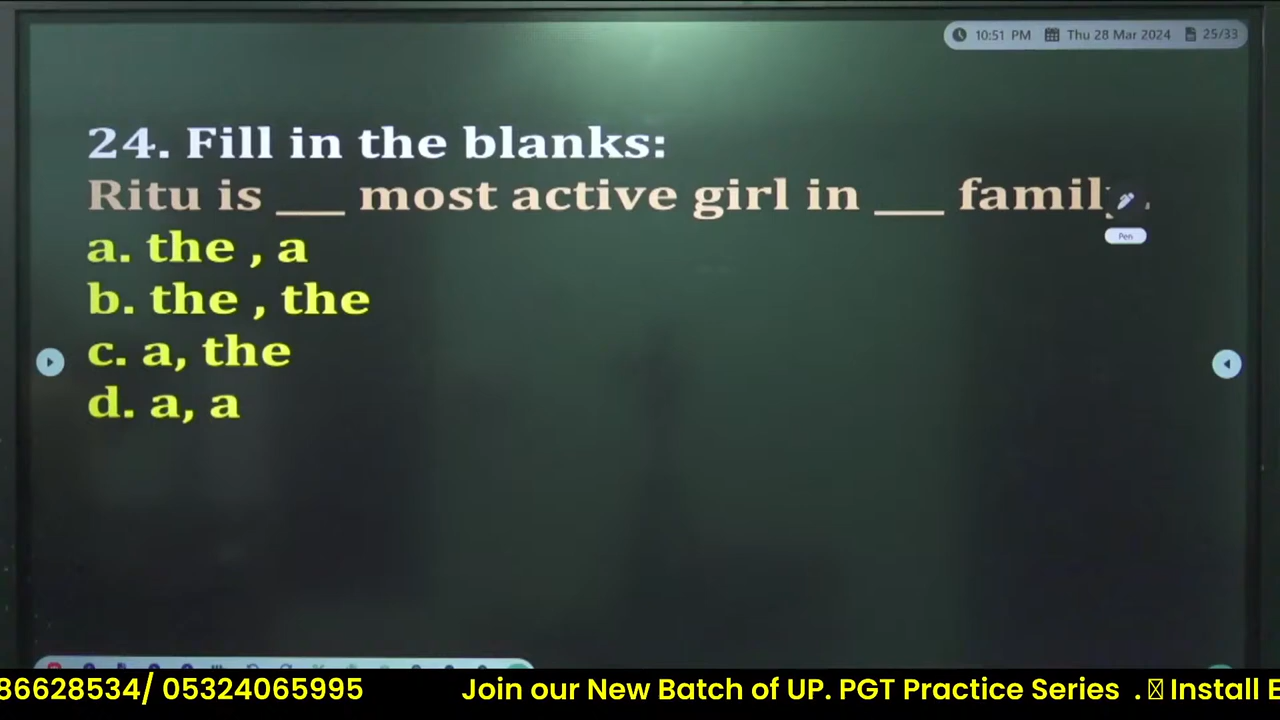 10:51 PM Thu 28 Mar 2024 25/33
24. Fill in the blanks:
Ritu is ___ most active girl in ___ famil
Pen
a. the , a
b. the , the
c. a, the
d. a, a
86628534/ 05324065995 Join our New Batch of UP. PGT Practice Series . Install E